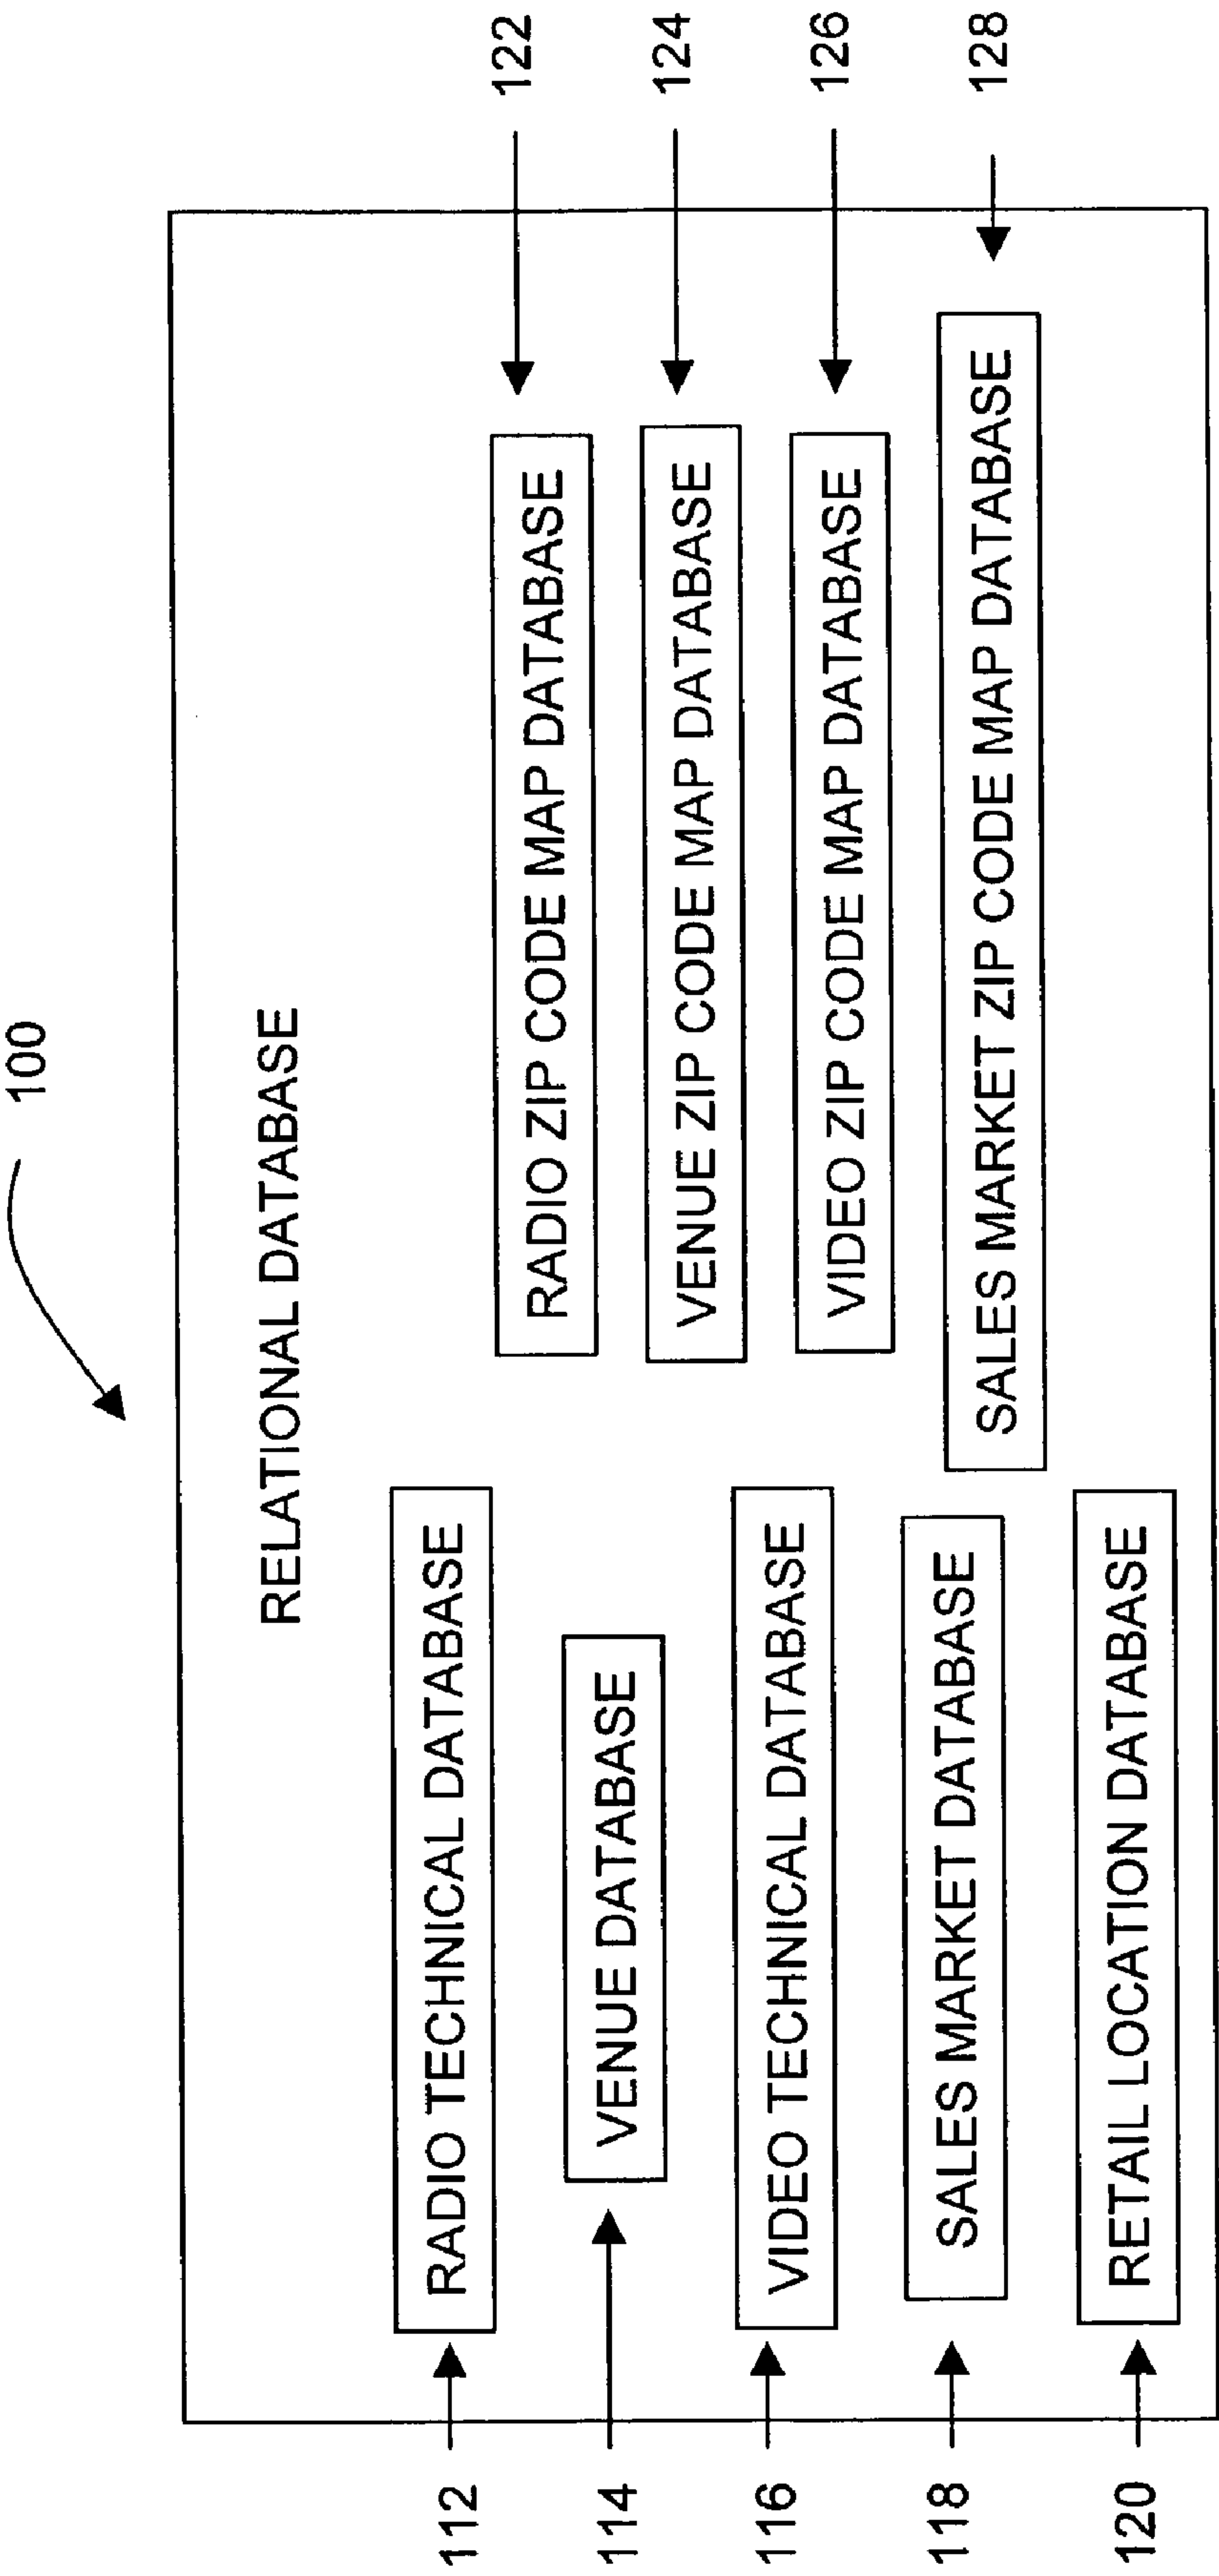 100
RELATIONAL DATABASE
112
RADIO TECHNICAL DATABASE
114
VENUE DATABASE
116
VIDEO TECHNICAL DATABASE
118
SALES MARKET DATABASE
120
RETAIL LOCATION DATABASE
RADIO ZIP CODE MAP DATABASE
122
VENUE ZIP CODE MAP DATABASE
124
VIDEO ZIP CODE MAP DATABASE
126
SALES MARKET ZIP CODE MAP DATABASE
128